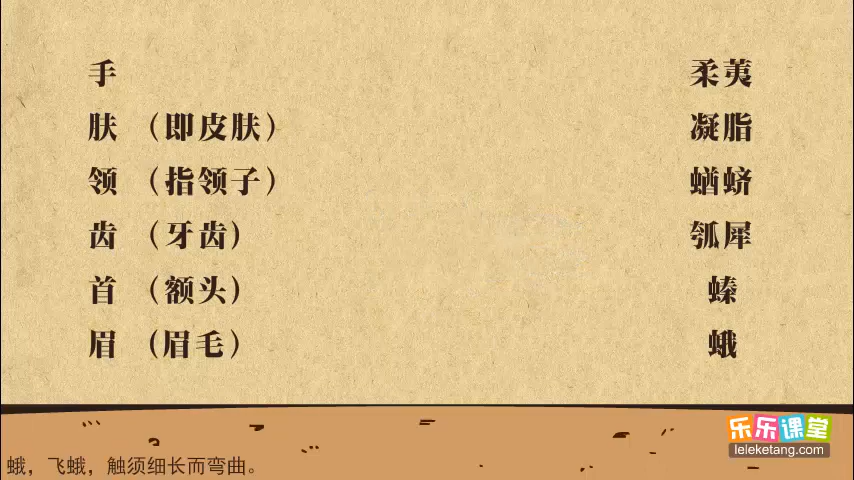 手 柔荑
肤 （即皮肤） 凝脂
领 （指领子） 蝤蛴
齿 （牙齿） 瓠犀
首 （额头） 螓
眉 （眉毛） 蛾
乐乐课堂
leleketang.com
蛾，飞蛾，触须细长而弯曲。